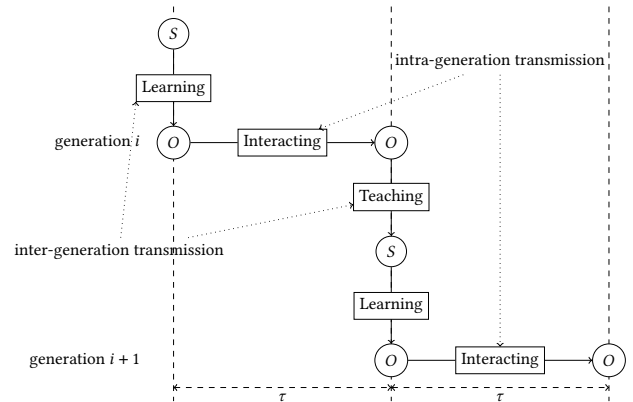 S
intra-generation transmission
Learning
generation i
O
Interacting
O
Teaching
inter-generation transmission
S
Learning
generation i + 1
O
Interacting
O
τ
τ